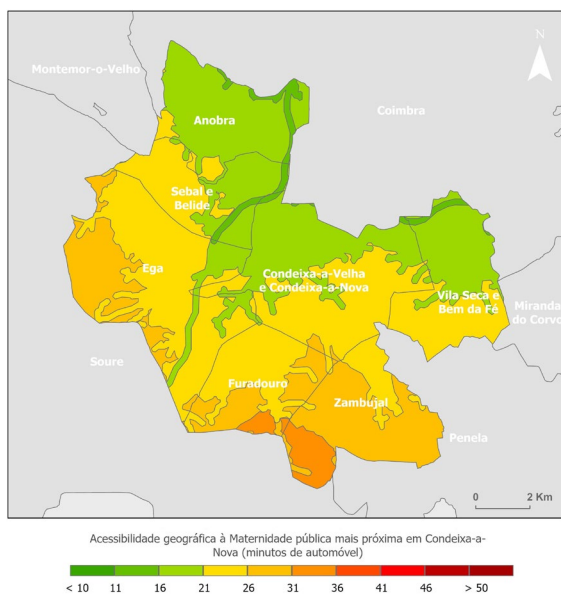 N
Montemor-o-Velho
Coimbra
Anobra
Sebal e
Belide
Ega
Condeixa-a-Velha
e Condeixa-a-Nova
Vila Seca e
Bem da Fé
Miranda
do Corvo
Soure
Furadouro
Zambujal
Penela
0 2 Km
Acessibilidade geográfica à Maternidade pública mais próxima em Condeixa-a-
Nova (minutos de automóvel)
< 10 11 16 21 26 31 36 41 46 > 50